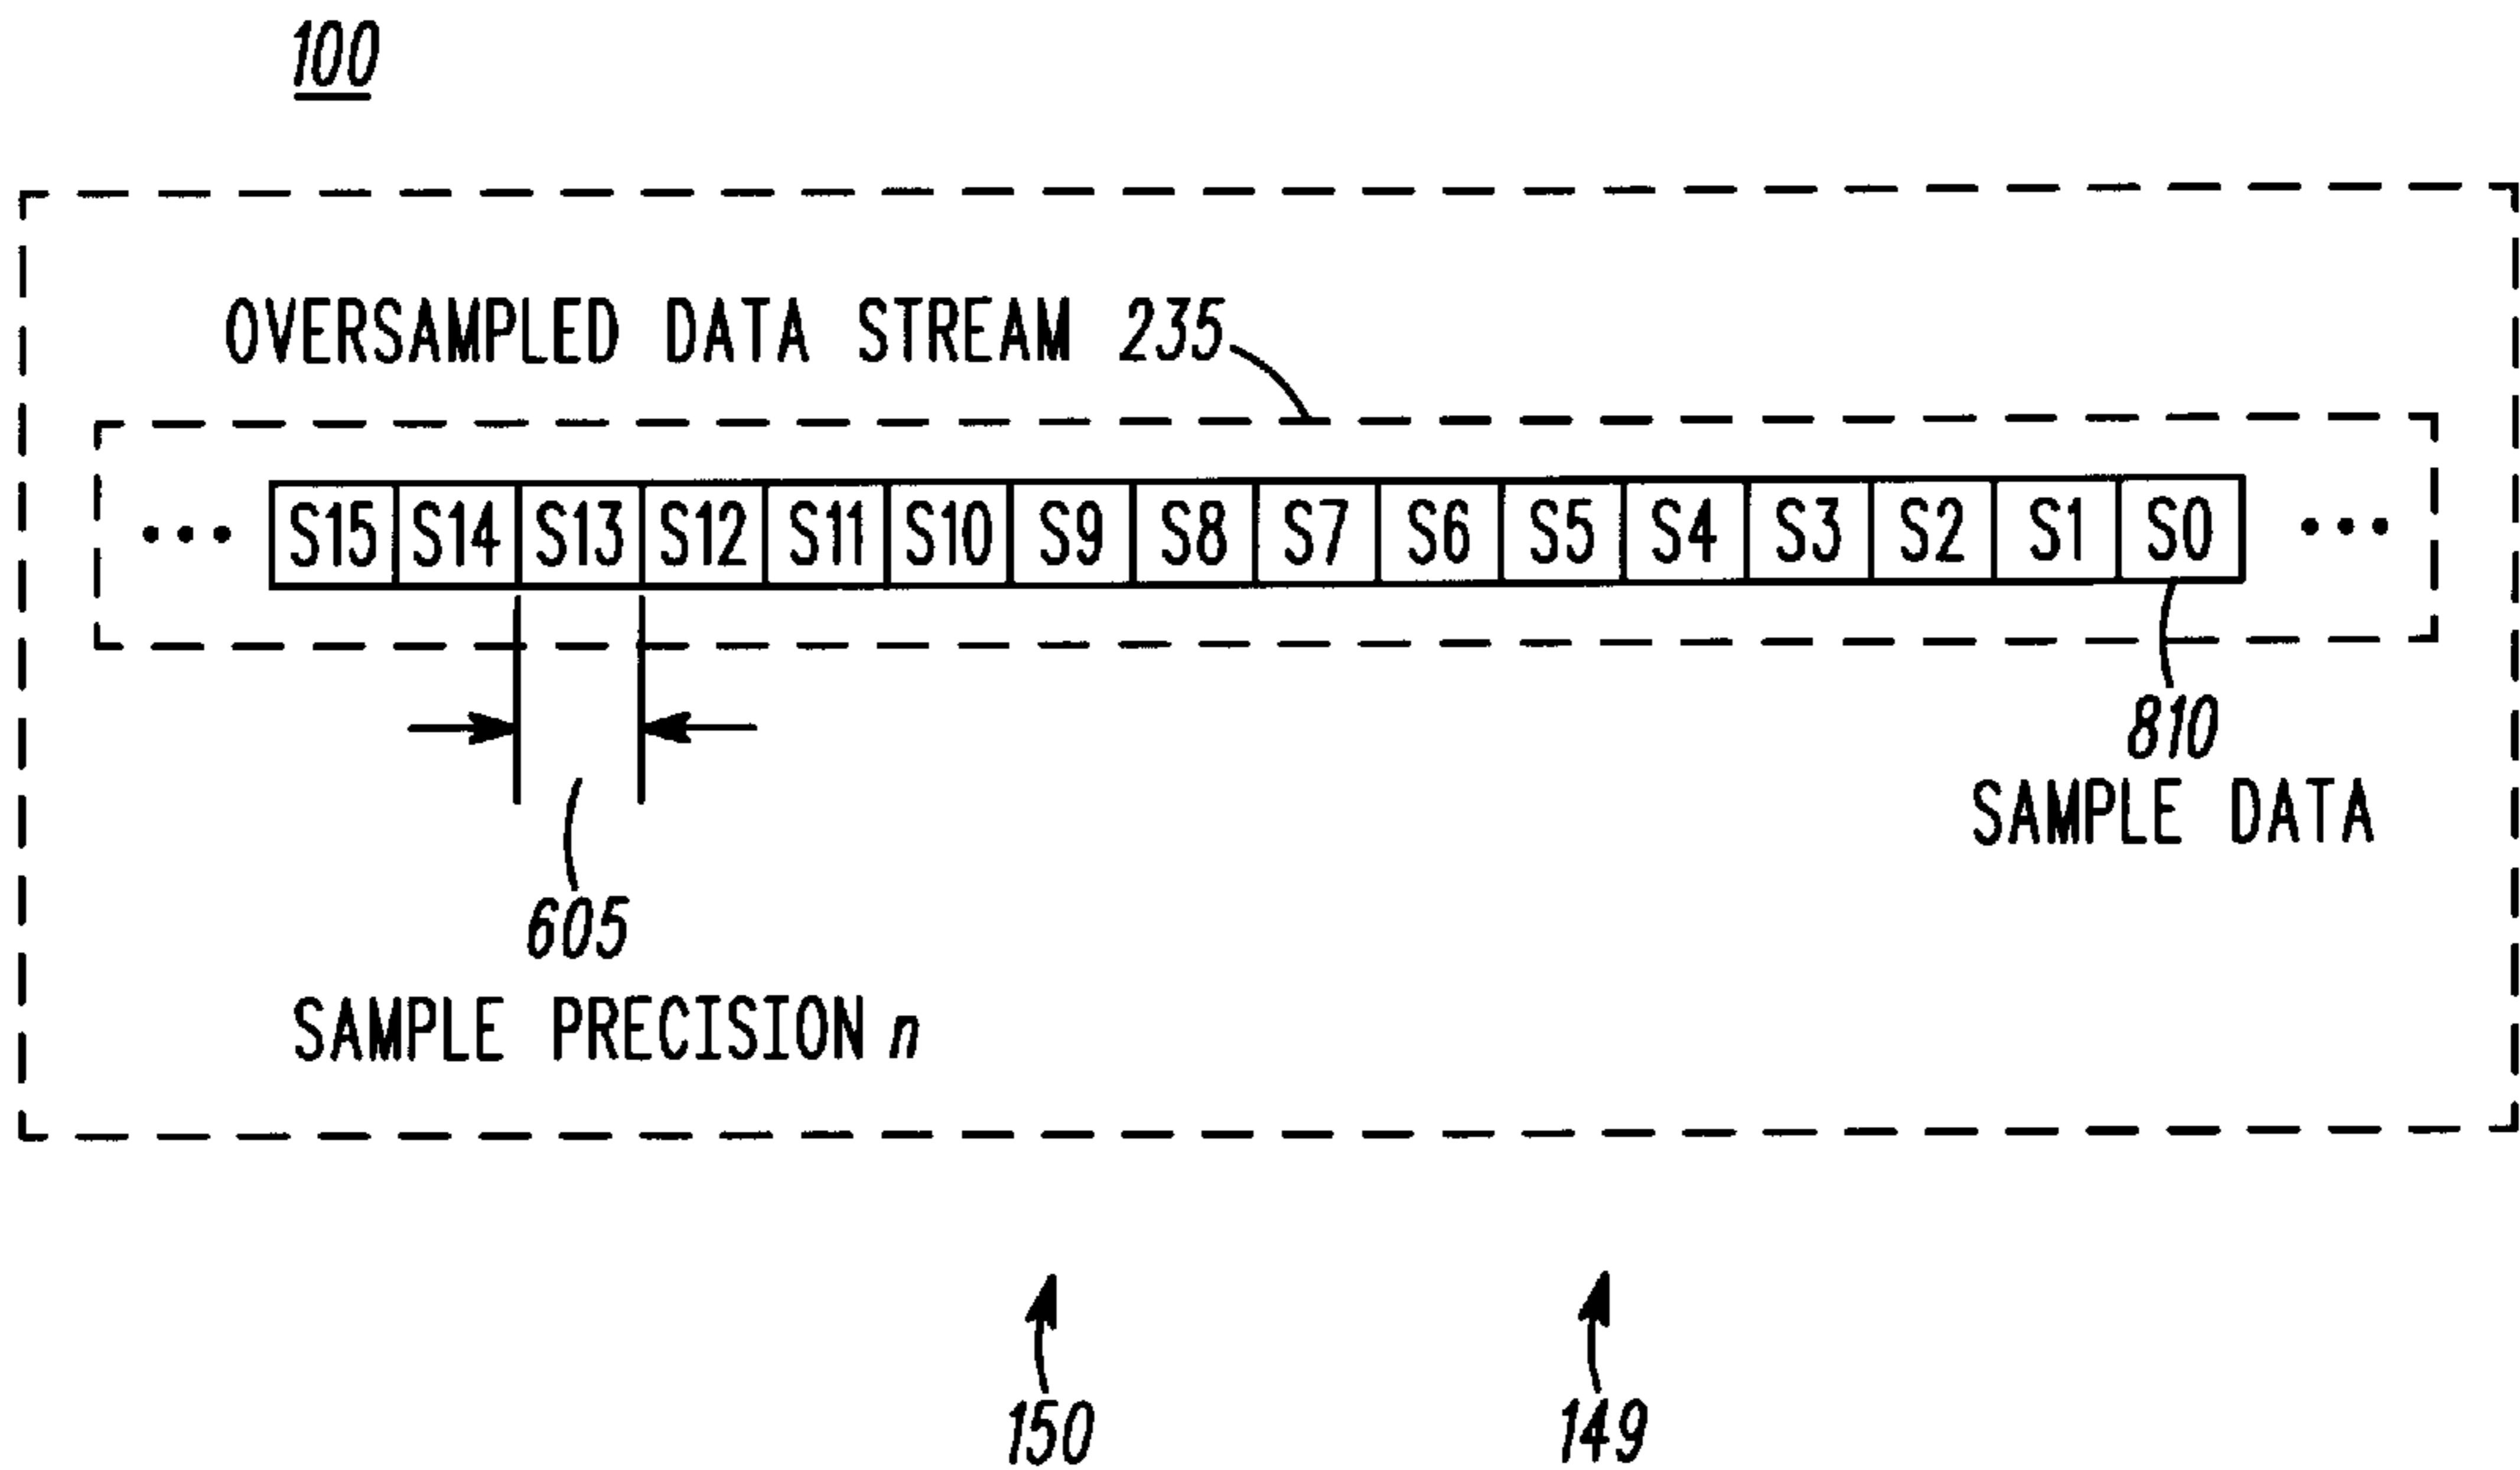 100
OVERSAMPLED DATA STREAM 235
••• S15 S14 S13 S12 S11 S10 S9 S8 S7 S6 S5 S4 S3 S2 S1 S0 •••
810
SAMPLE DATA
605
SAMPLE PRECISION n
150 149